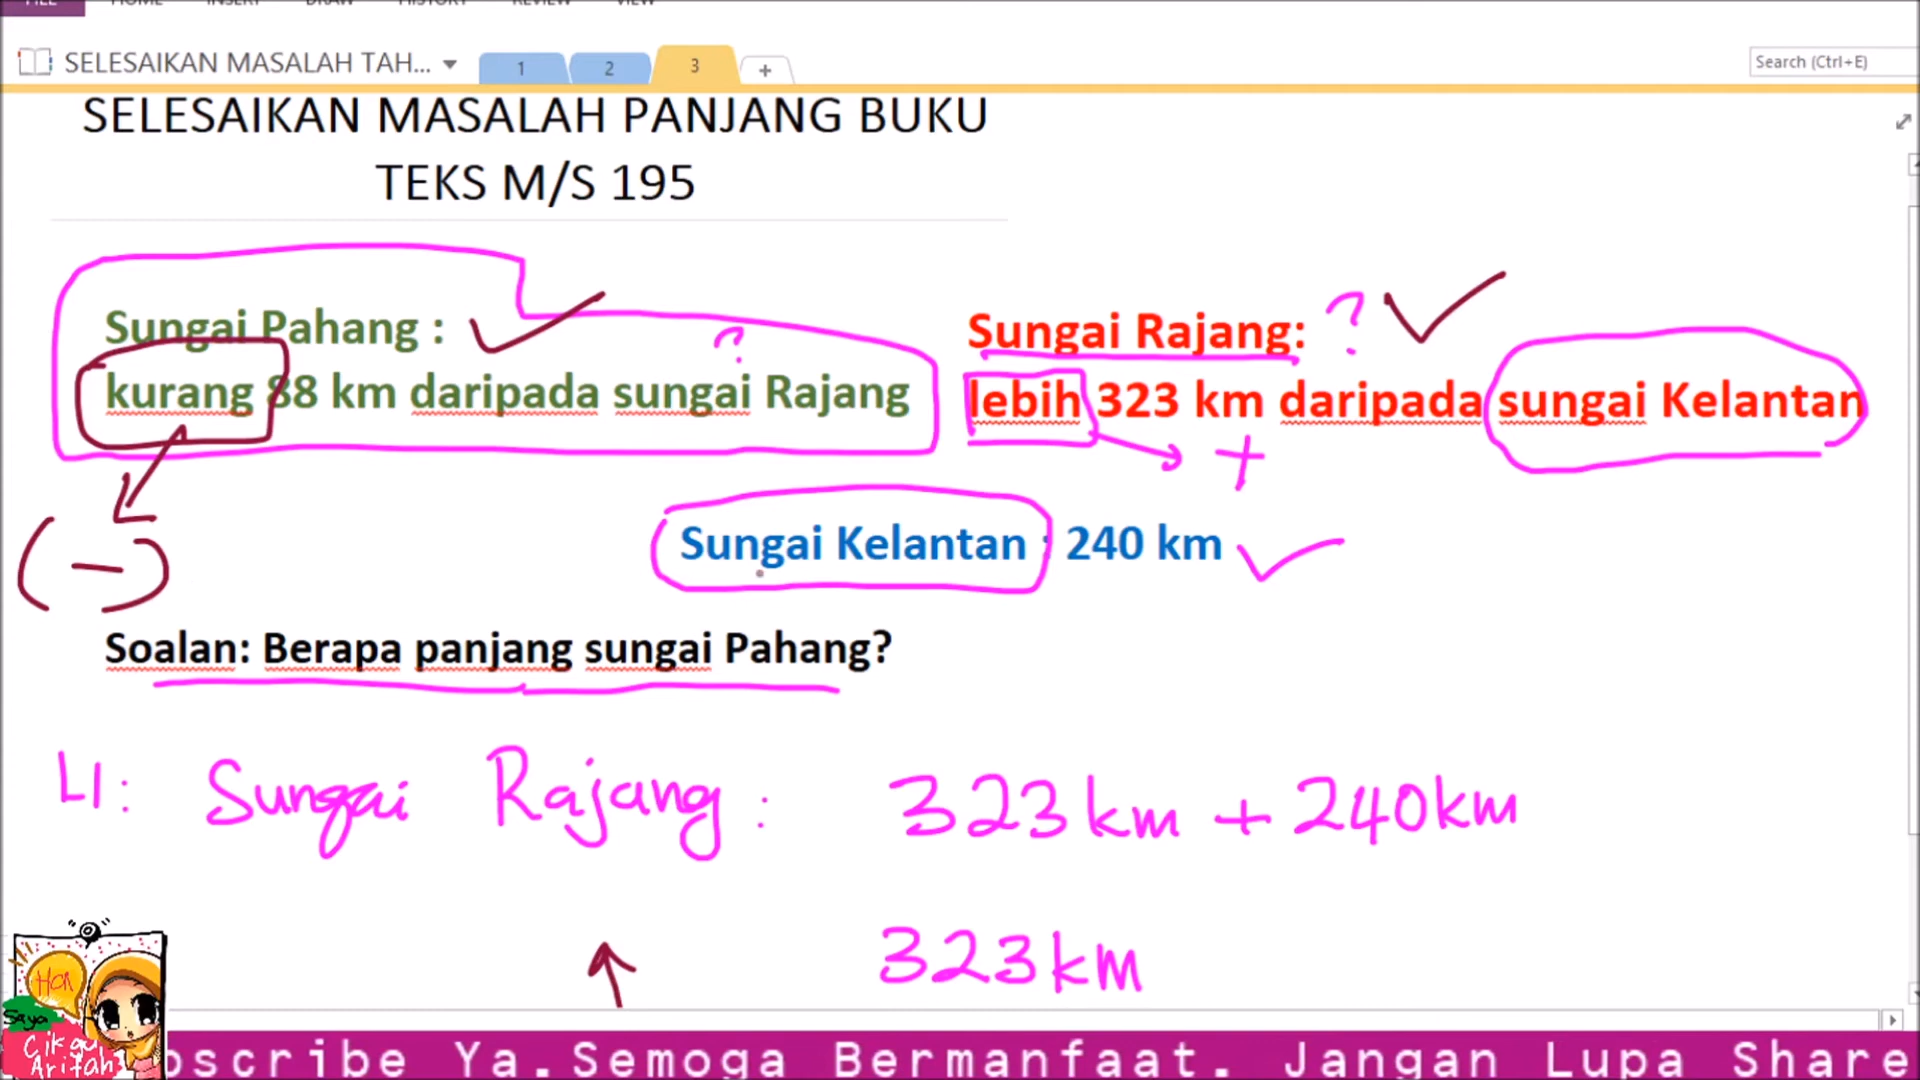 SELESAIKAN MASALAH TAH...
1
2
3
+
Search (Ctrl+E)
SELESAIKAN MASALAH PANJANG BUKU
TEKS M/S 195
Sungai Pahang :
?
kurang 88 km daripada sungai Rajang
Sungai Rajang: ?
lebih 323 km daripada sungai Kelantan
+
(-)
Sungai Kelantan : 240 km
Soalan: Berapa panjang sungai Pahang?
L1: Sungai Rajang: 323km + 240km
323km
Hai
Saya
Cikgu
Arifah
bscribe Ya.Semoga Bermanfaat. Jangan Lupa Share